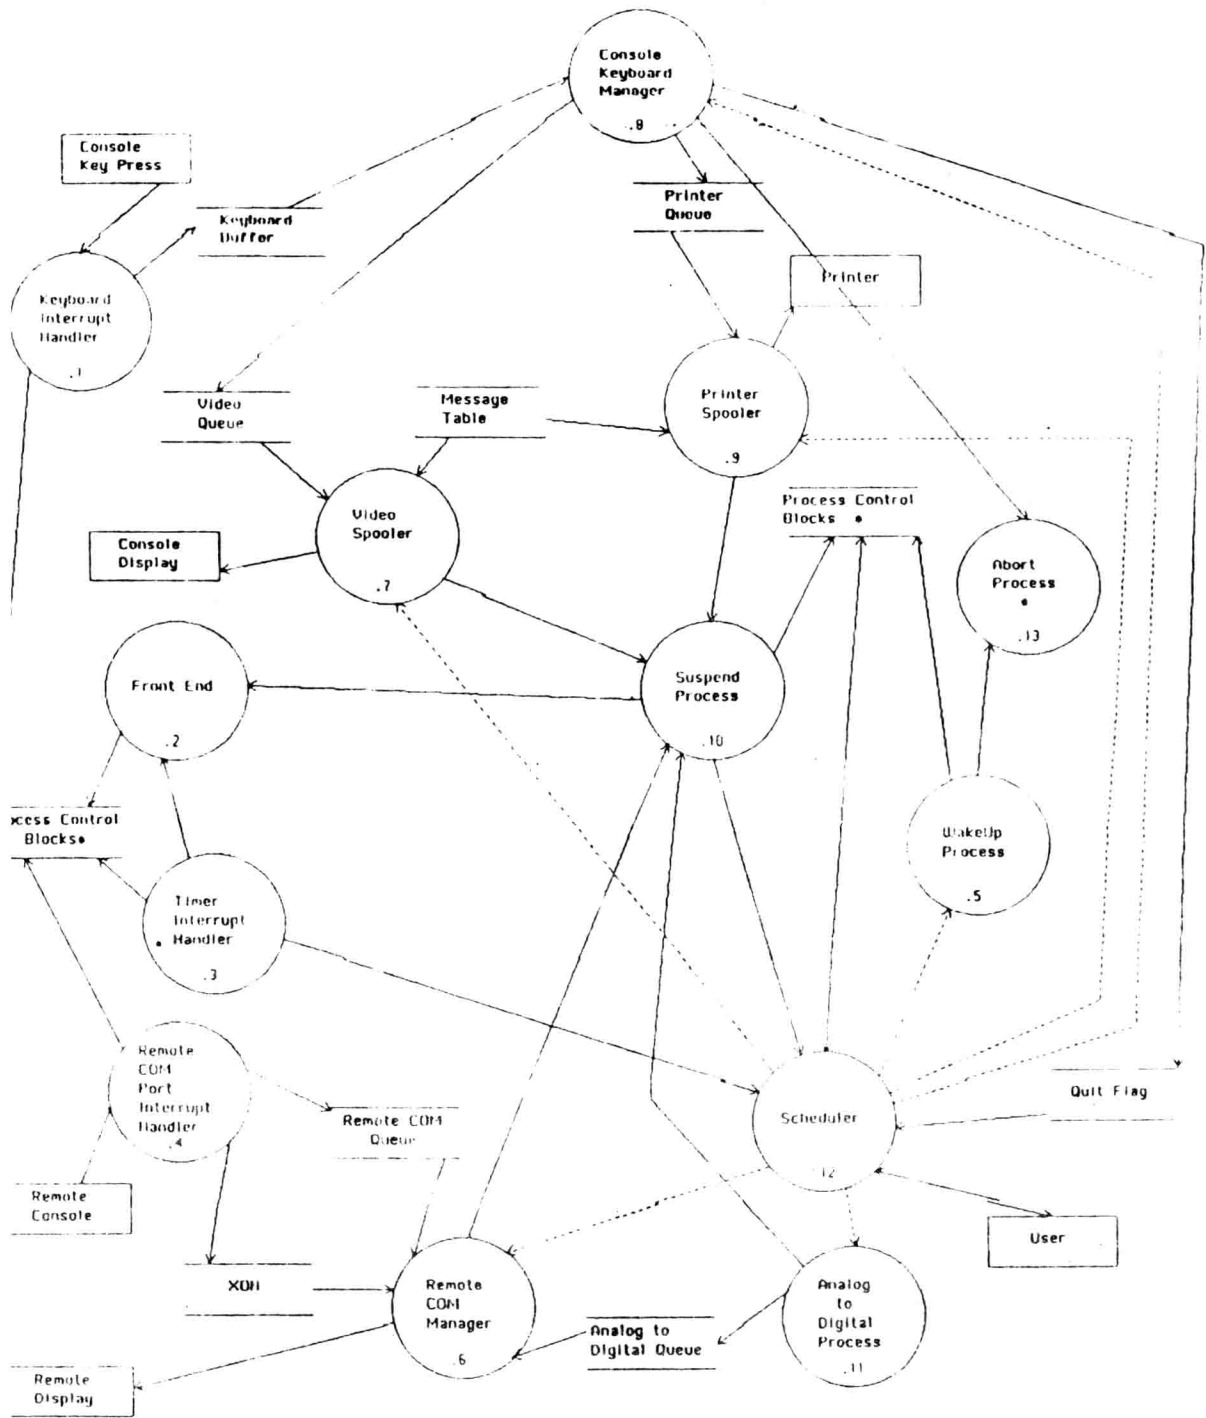 Console
Keyboard
Manager
.8
Console
Key Press
Keyboard
Buffer
Printer
Queue
Printer
Keyboard
Interrupt
Handler
.1
Video
Queue
Message
Table
Printer
Spooler
.9
Process Control
Blocks *
Video
Spooler
.7
Console
Display
Abort
Process
*
.13
Front End
.2
Suspend
Process
.10
cess Control
Blocks*
WakeUp
Process
.5
Timer
Interrupt
Handler
.3
Remote
COM
Port
Interrupt
Handler
.4
Remote COM
Queue
Scheduler
.12
Quit Flag
Remote
Console
User
XON
Remote
COM
Manager
.6
Analog to
Digital Queue
Analog
to
Digital
Process
.11
Remote
Display